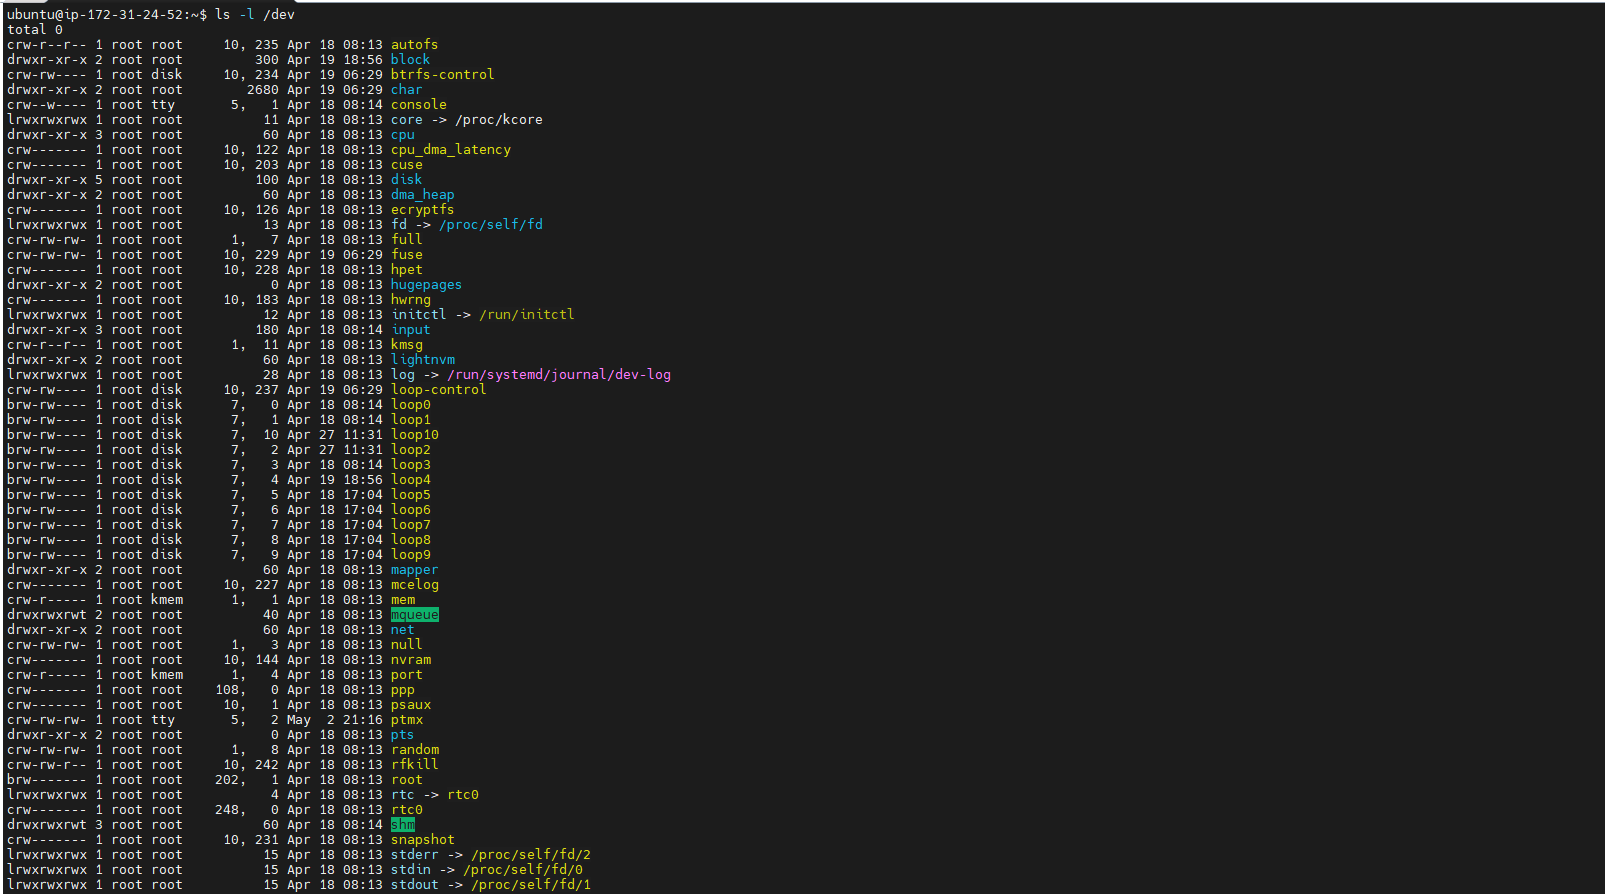 ubuntu@ip-172-31-24-52:~$ ls -l /dev
total 0
crw-r--r-- 1 root root     10, 235 Apr 18 08:13 autofs
drwxr-xr-x 2 root root         300 Apr 19 18:56 block
crw-rw---- 1 root disk     10, 234 Apr 19 06:29 btrfs-control
drwxr-xr-x 2 root root        2680 Apr 19 06:29 char
crw--w---- 1 root tty       5,   1 Apr 18 08:14 console
lrwxrwxrwx 1 root root          11 Apr 18 08:13 core -> /proc/kcore
drwxr-xr-x 3 root root          60 Apr 18 08:13 cpu
crw------- 1 root root     10, 122 Apr 18 08:13 cpu_dma_latency
crw------- 1 root root     10, 203 Apr 18 08:13 cuse
drwxr-xr-x 5 root root         100 Apr 18 08:13 disk
drwxr-xr-x 2 root root          60 Apr 18 08:13 dma_heap
crw------- 1 root root     10, 126 Apr 18 08:13 ecryptfs
lrwxrwxrwx 1 root root          13 Apr 18 08:13 fd -> /proc/self/fd
crw-rw-rw- 1 root root      1,   7 Apr 18 08:13 full
crw-rw-rw- 1 root root     10, 229 Apr 19 06:29 fuse
crw------- 1 root root     10, 228 Apr 18 08:13 hpet
drwxr-xr-x 2 root root           0 Apr 18 08:13 hugepages
crw------- 1 root root     10, 183 Apr 18 08:13 hwrng
lrwxrwxrwx 1 root root          12 Apr 18 08:13 initctl -> /run/initctl
drwxr-xr-x 3 root root         180 Apr 18 08:14 input
crw-r--r-- 1 root root      1,  11 Apr 18 08:13 kmsg
drwxr-xr-x 2 root root          60 Apr 18 08:13 lightnvm
lrwxrwxrwx 1 root root          28 Apr 18 08:13 log -> /run/systemd/journal/dev-log
crw-rw---- 1 root disk     10, 237 Apr 19 06:29 loop-control
brw-rw---- 1 root disk      7,   0 Apr 18 08:14 loop0
brw-rw---- 1 root disk      7,   1 Apr 18 08:14 loop1
brw-rw---- 1 root disk      7,  10 Apr 27 11:31 loop10
brw-rw---- 1 root disk      7,   2 Apr 27 11:31 loop2
brw-rw---- 1 root disk      7,   3 Apr 18 08:14 loop3
brw-rw---- 1 root disk      7,   4 Apr 19 18:56 loop4
brw-rw---- 1 root disk      7,   5 Apr 18 17:04 loop5
brw-rw---- 1 root disk      7,   6 Apr 18 17:04 loop6
brw-rw---- 1 root disk      7,   7 Apr 18 17:04 loop7
brw-rw---- 1 root disk      7,   8 Apr 18 17:04 loop8
brw-rw---- 1 root disk      7,   9 Apr 18 17:04 loop9
drwxr-xr-x 2 root root          60 Apr 18 08:13 mapper
crw------- 1 root root     10, 227 Apr 18 08:13 mcelog
crw-r----- 1 root kmem      1,   1 Apr 18 08:13 mem
drwxrwxrwt 2 root root          40 Apr 18 08:13 mqueue
drwxr-xr-x 2 root root          60 Apr 18 08:13 net
crw-rw-rw- 1 root root      1,   3 Apr 18 08:13 null
crw------- 1 root root     10, 144 Apr 18 08:13 nvram
crw-r----- 1 root kmem      1,   4 Apr 18 08:13 port
crw------- 1 root root    108,   0 Apr 18 08:13 ppp
crw------- 1 root root     10,   1 Apr 18 08:13 psaux
crw-rw-rw- 1 root tty       5,   2 May  2 21:16 ptmx
drwxr-xr-x 2 root root           0 Apr 18 08:13 pts
crw-rw-rw- 1 root root      1,   8 Apr 18 08:13 random
crw-rw-r-- 1 root root     10, 242 Apr 18 08:13 rfkill
brw------- 1 root root    202,   1 Apr 18 08:13 root
lrwxrwxrwx 1 root root           4 Apr 18 08:13 rtc -> rtc0
crw------- 1 root root    248,   0 Apr 18 08:13 rtc0
drwxrwxrwt 3 root root          60 Apr 18 08:14 shm
crw------- 1 root root     10, 231 Apr 18 08:13 snapshot
lrwxrwxrwx 1 root root          15 Apr 18 08:13 stderr -> /proc/self/fd/2
lrwxrwxrwx 1 root root          15 Apr 18 08:13 stdin -> /proc/self/fd/0
lrwxrwxrwx 1 root root          15 Apr 18 08:13 stdout -> /proc/self/fd/1